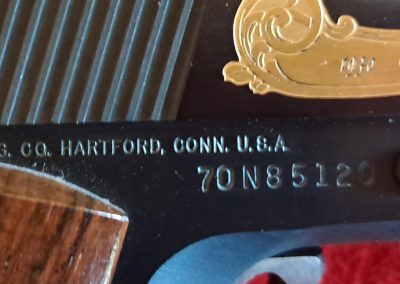 G. CO. HARTFORD, CONN. U.S.A.
70N85120